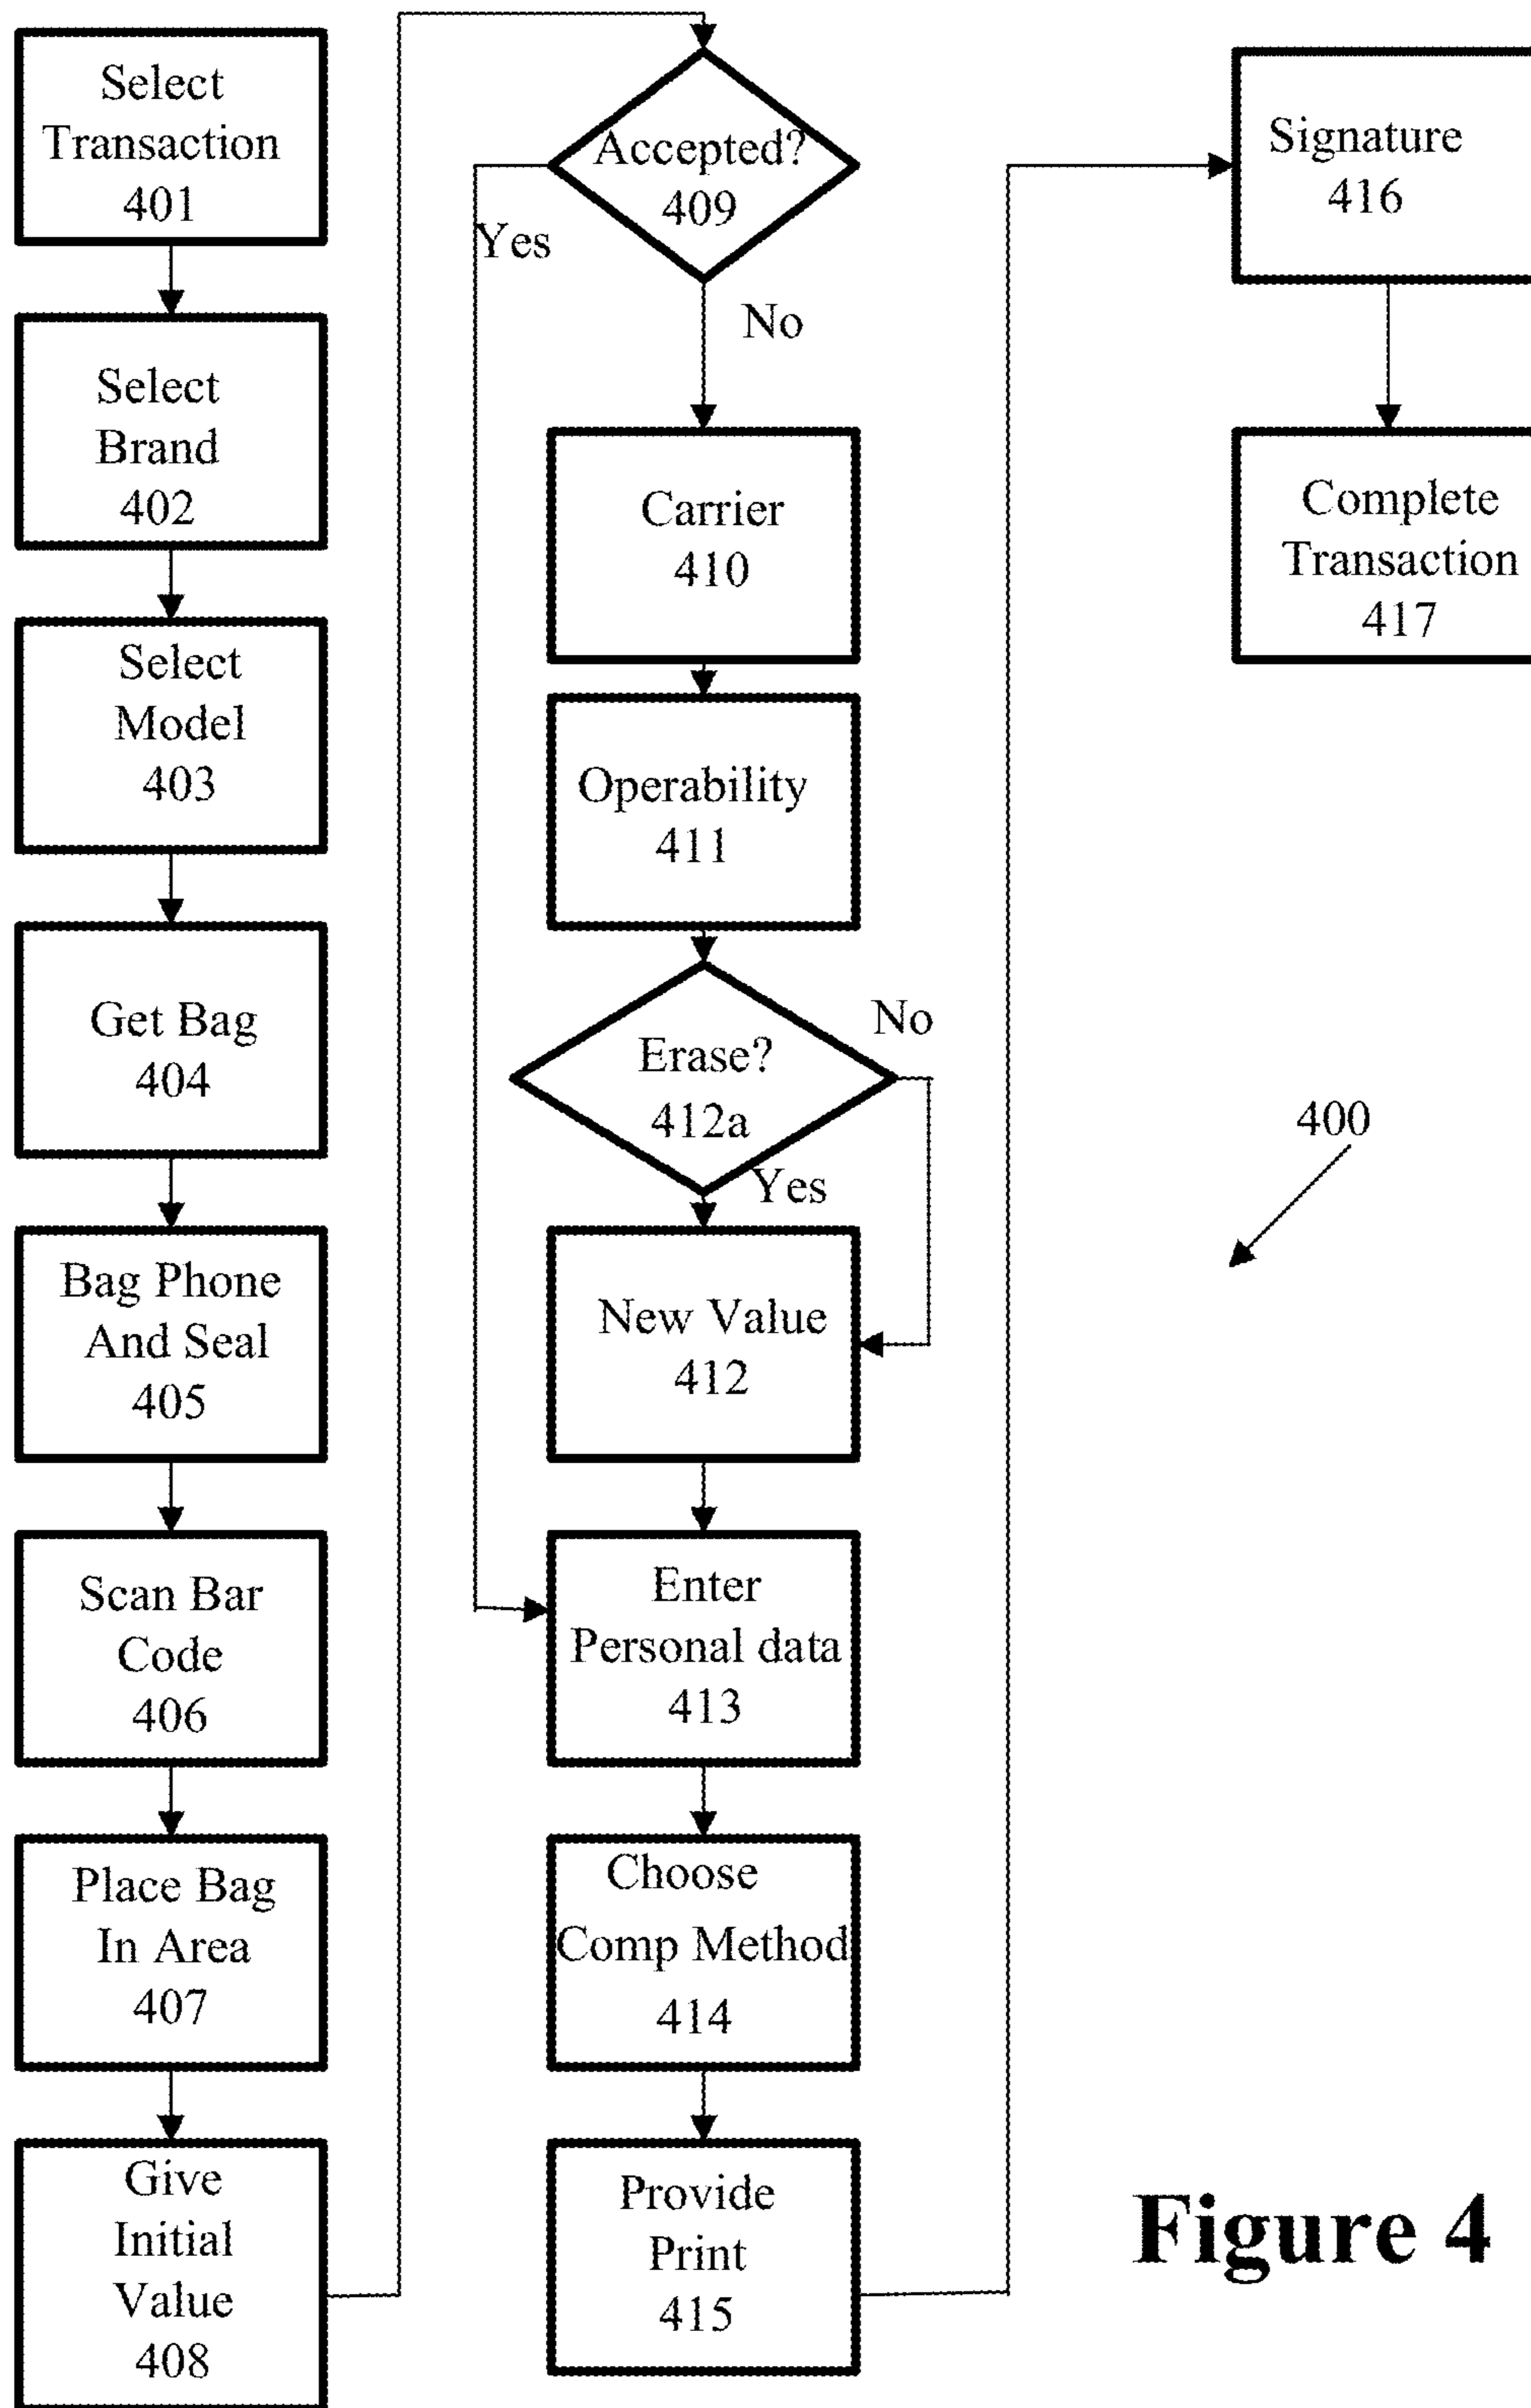 Select
Transaction
401
Select
Brand
402
Select
Model
403
Get Bag
404
Bag Phone
And Seal
405
Scan Bar
Code
406
Place Bag
In Area
407
Give
Initial
Value
408
Accepted?
409
Yes
No
Carrier
410
Operability
411
Erase?
412a
No
Yes
New Value
412
Enter
Personal data
413
Choose
Comp Method
414
Provide
Print
415
Signature
416
Complete
Transaction
417
400
Figure 4